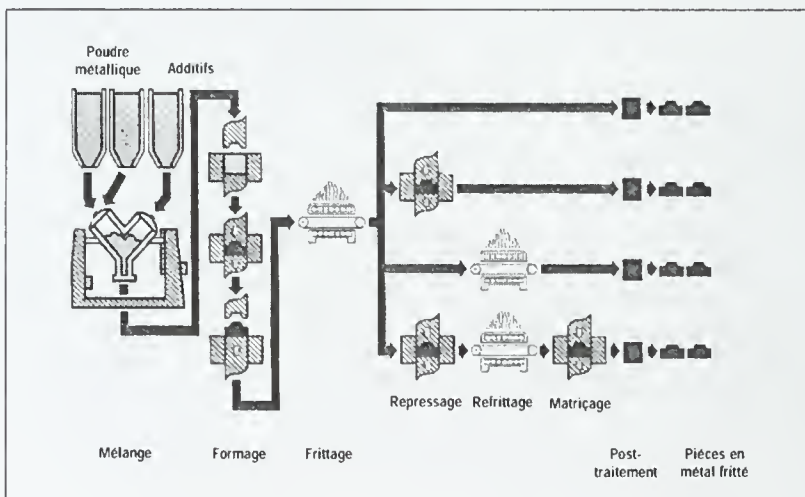 Poudre
métallique
Additifs
Repressage
Refrittage
Matriçage
Mélange
Formage
Frittage
Post-
traitement
Pièces en
métal fritté